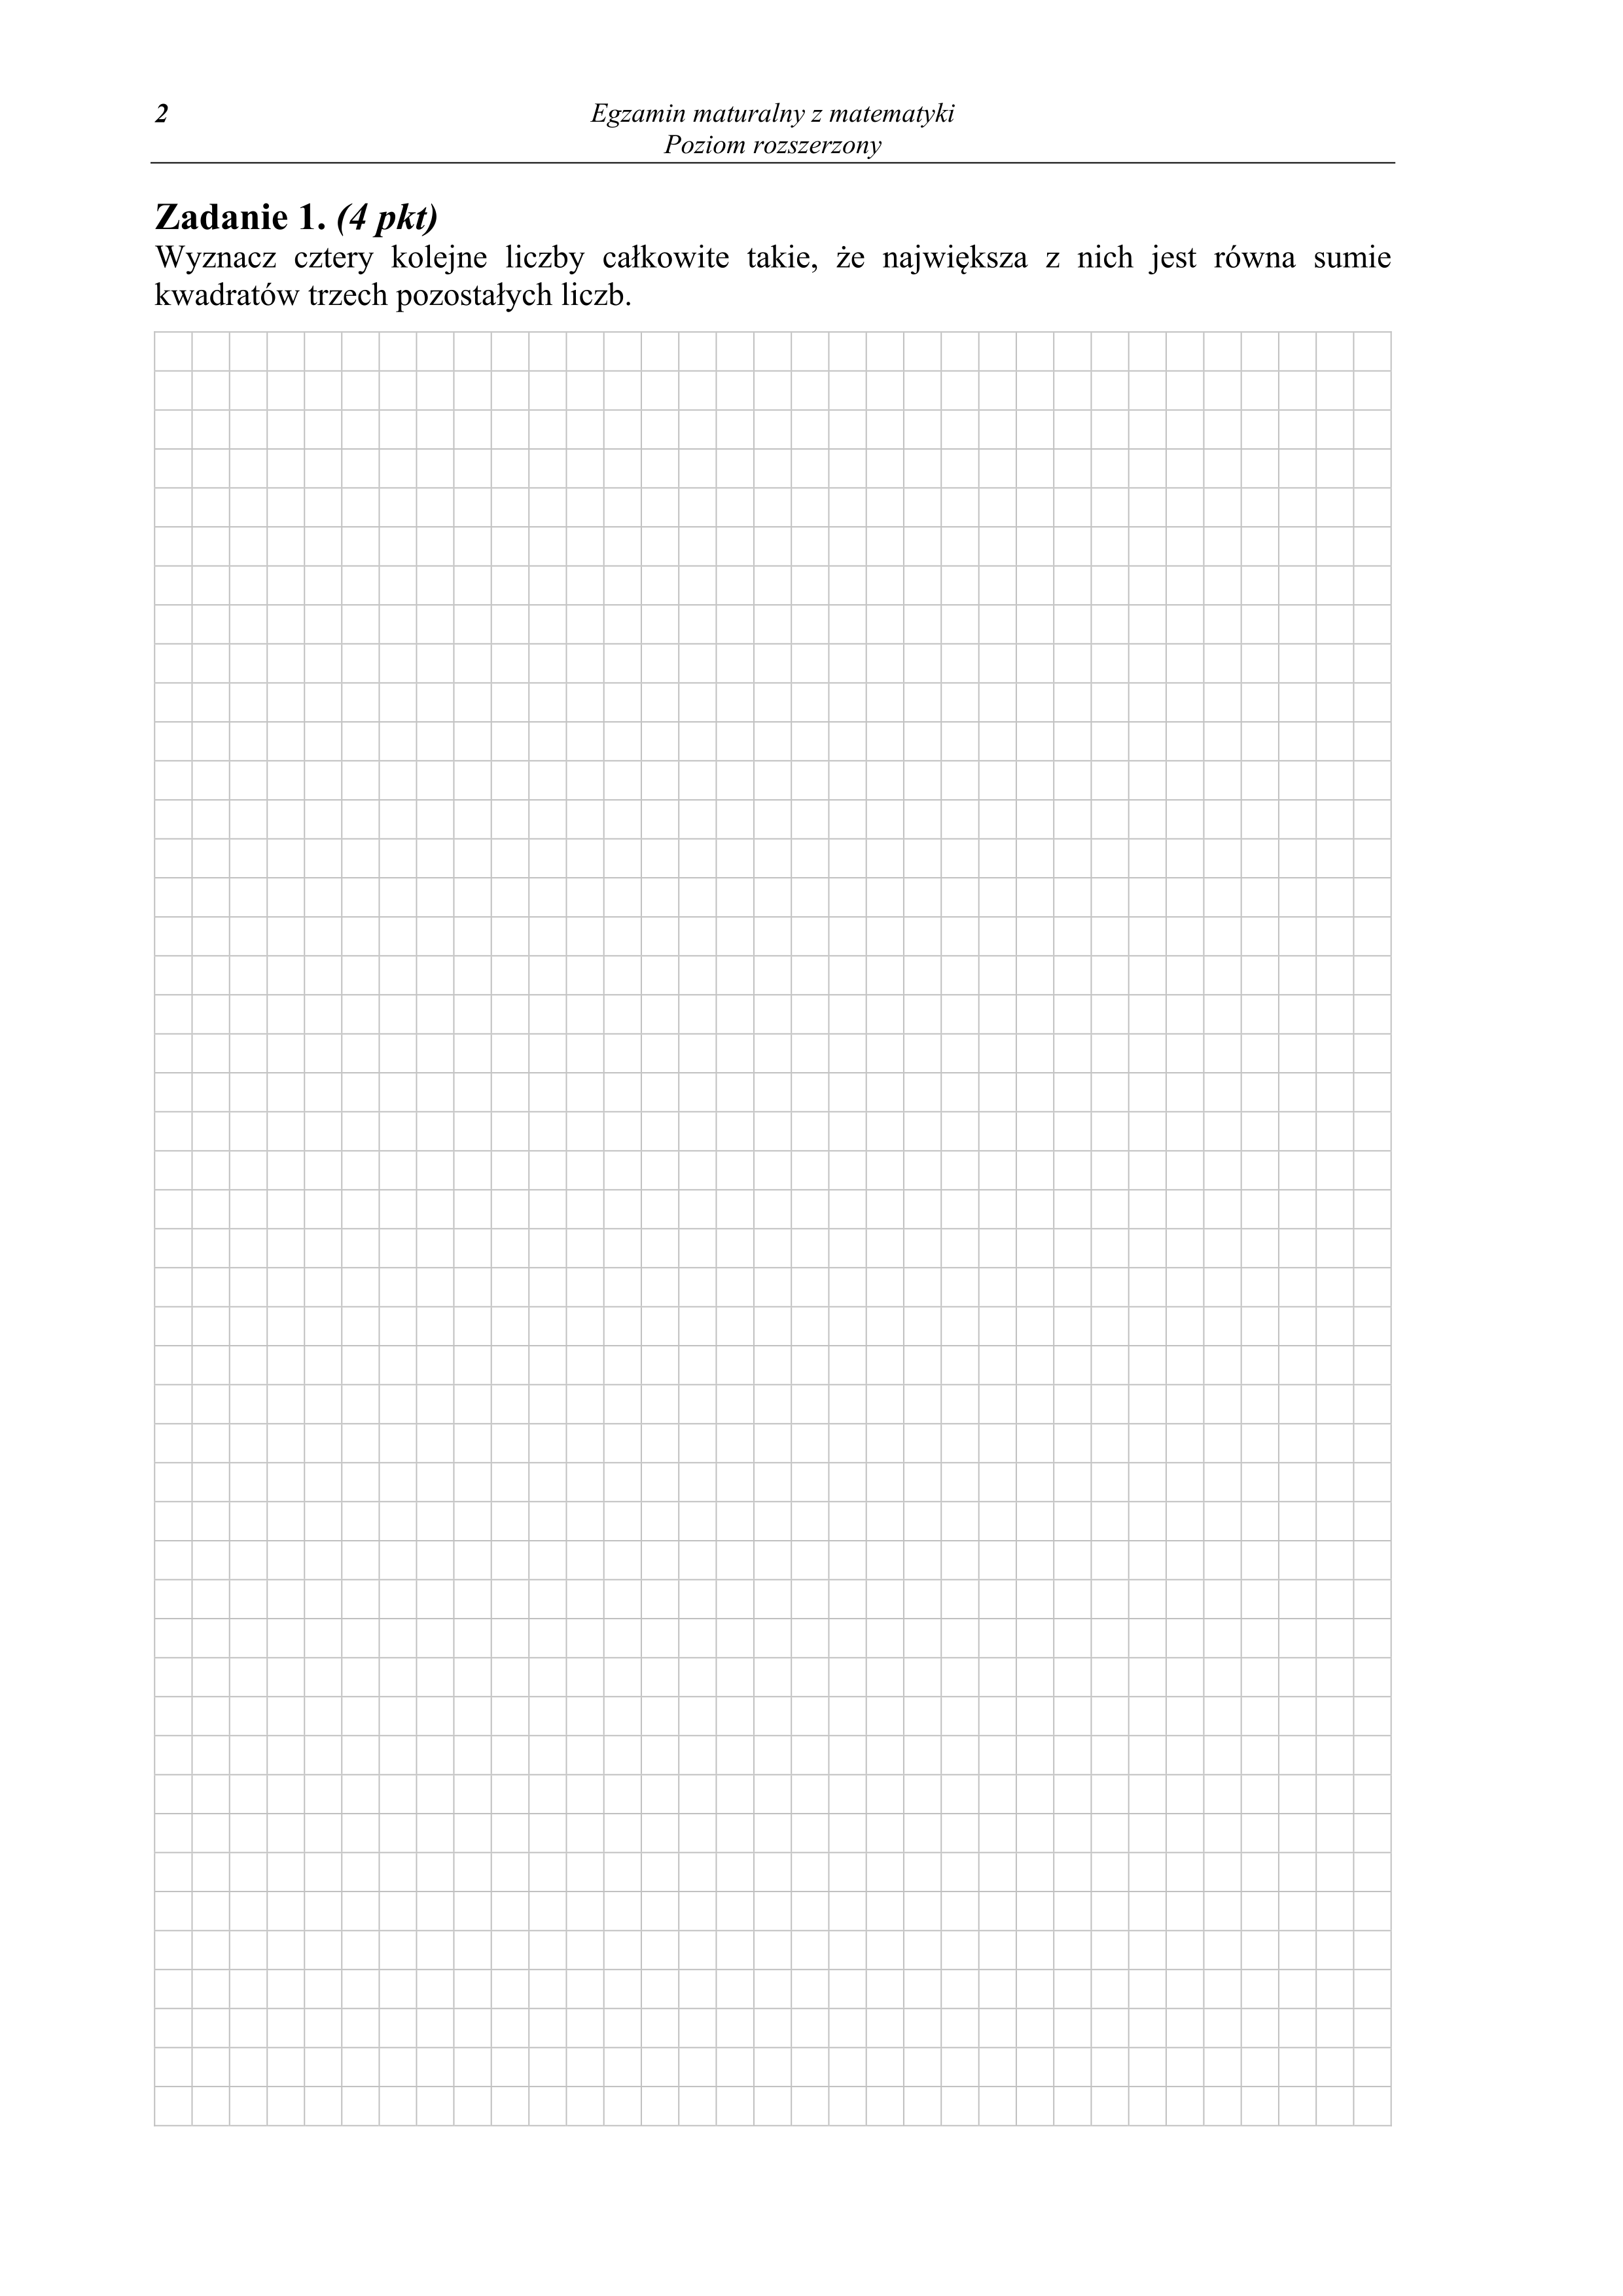 2
Egzamin maturalny z matematyki
Poziom rozszerzony
Zadanie 1. (4 pkt)
Wyznacz cztery kolejne liczby całkowite takie, że największa z nich jest równa sumie
kwadratów trzech pozostałych liczb.